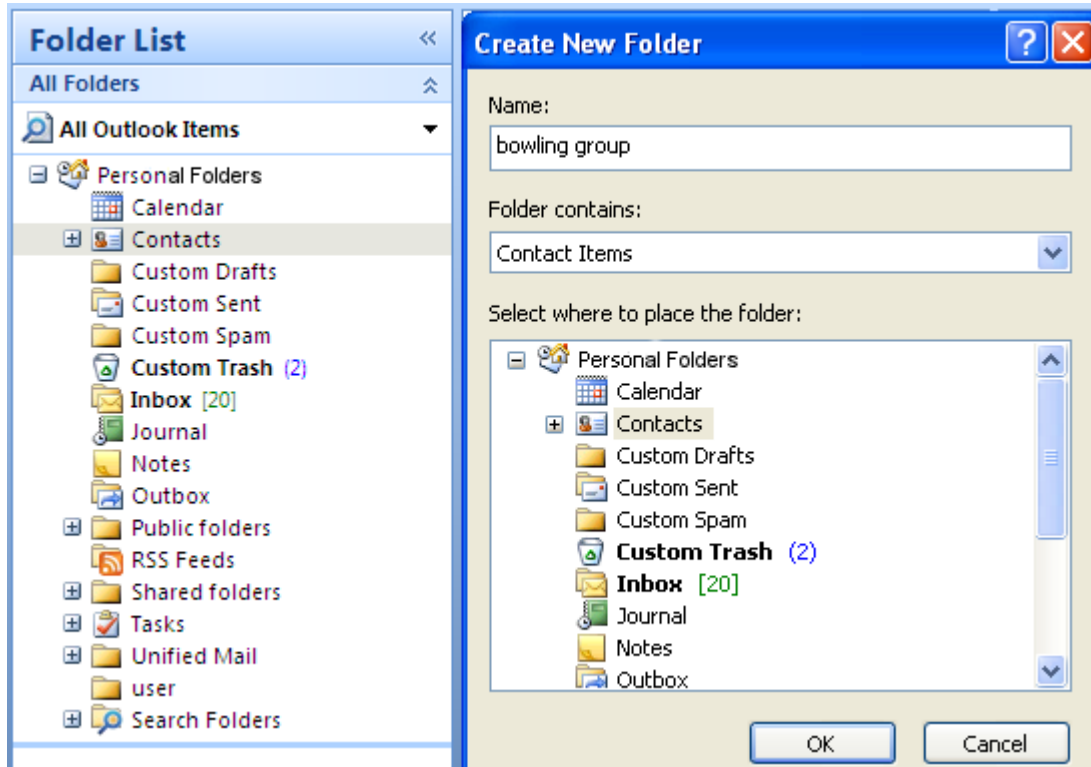 Folder List
All Folders
All Outlook Items
Personal Folders
Calendar
Contacts
Custom Drafts
Custom Sent
Custom Spam
Custom Trash (2)
Inbox [20]
Journal
Notes
Outbox
Public folders
RSS Feeds
Shared folders
Tasks
Unified Mail
user
Search Folders
Create New Folder
Name:
bowling group
Folder contains:
Contact Items
Select where to place the folder:
Personal Folders
Calendar
Contacts
Custom Drafts
Custom Sent
Custom Spam
Custom Trash (2)
Inbox [20]
Journal
Notes
Outbox
OK
Cancel